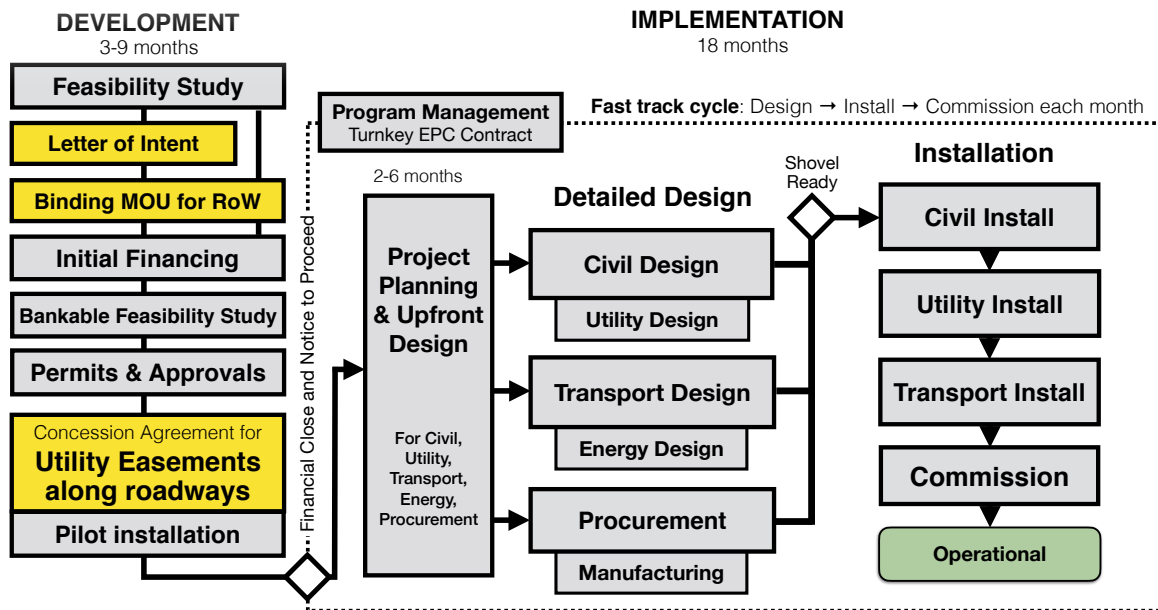 DEVELOPMENT
3-9 months
Feasibility Study
Letter of Intent
Binding MOU for RoW
Initial Financing
Bankable Feasibility Study
Permits & Approvals
Concession Agreement for
Utility Easements
along roadways
Pilot installation
Financial Close and Notice to Proceed
IMPLEMENTATION
18 months
Program Management
Turnkey EPC Contract
Fast track cycle: Design → Install → Commission each month
2-6 months
Project
Planning
& Upfront
Design
For Civil,
Utility,
Transport,
Energy,
Procurement
Detailed Design
Civil Design
Utility Design
Transport Design
Energy Design
Procurement
Manufacturing
Shovel
Ready
Installation
Civil Install
Utility Install
Transport Install
Commission
Operational